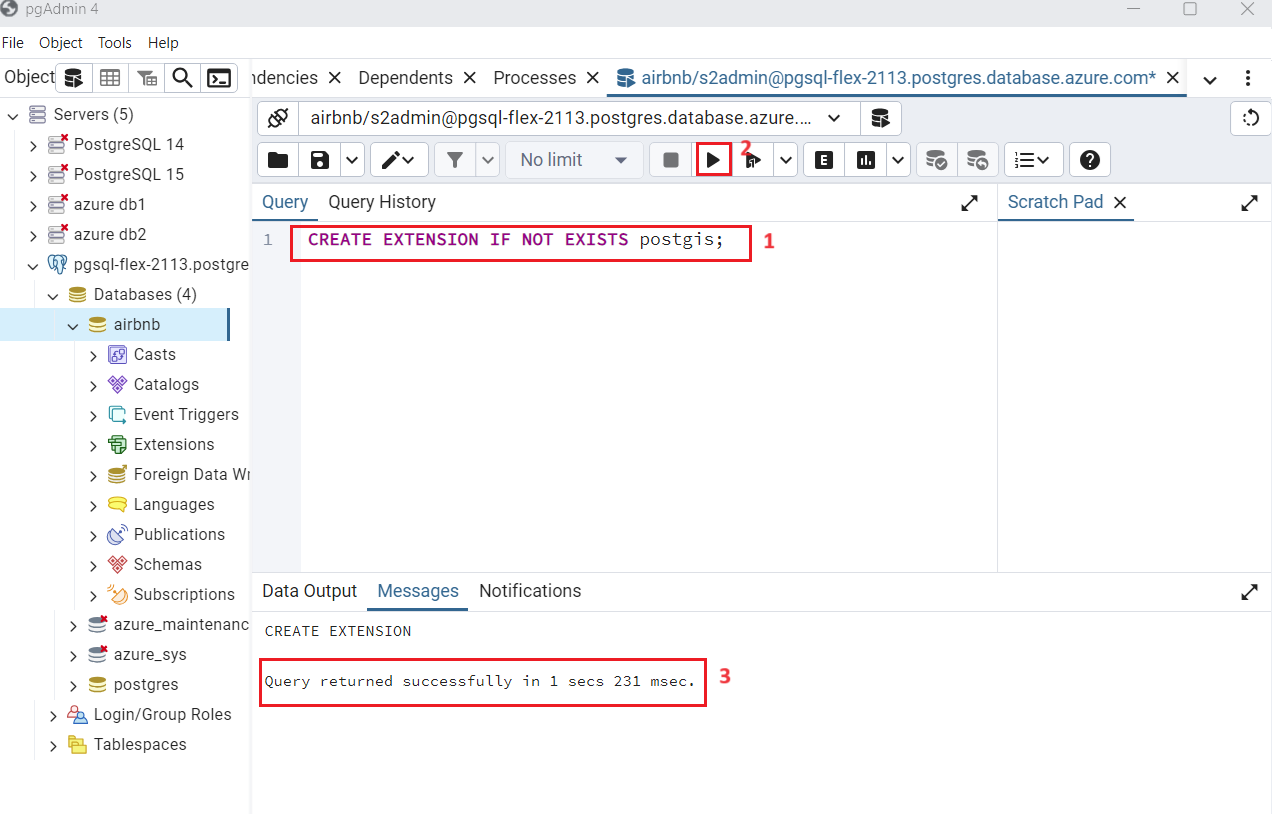 pgAdmin 4
File Object Tools Help
Object
ndencies Dependents Processes airbnb/s2admin@pgsql-flex-2113.postgres.database.azure.com*
Servers (5)
PostgreSQL 14
PostgreSQL 15
azure db1
azure db2
pgsql-flex-2113.postgre
Databases (4)
airbnb
Casts
Catalogs
Event Triggers
Extensions
Foreign Data Wr
Languages
Publications
Schemas
Subscriptions
azure_maintenanc
azure_sys
postgres
Login/Group Roles
Tablespaces
airbnb/s2admin@pgsql-flex-2113.postgres.database.azure....
No limit 2 E
Query Query History Scratch Pad
1 CREATE EXTENSION IF NOT EXISTS postgis; 1
Data Output Messages Notifications
CREATE EXTENSION
Query returned successfully in 1 secs 231 msec. 3